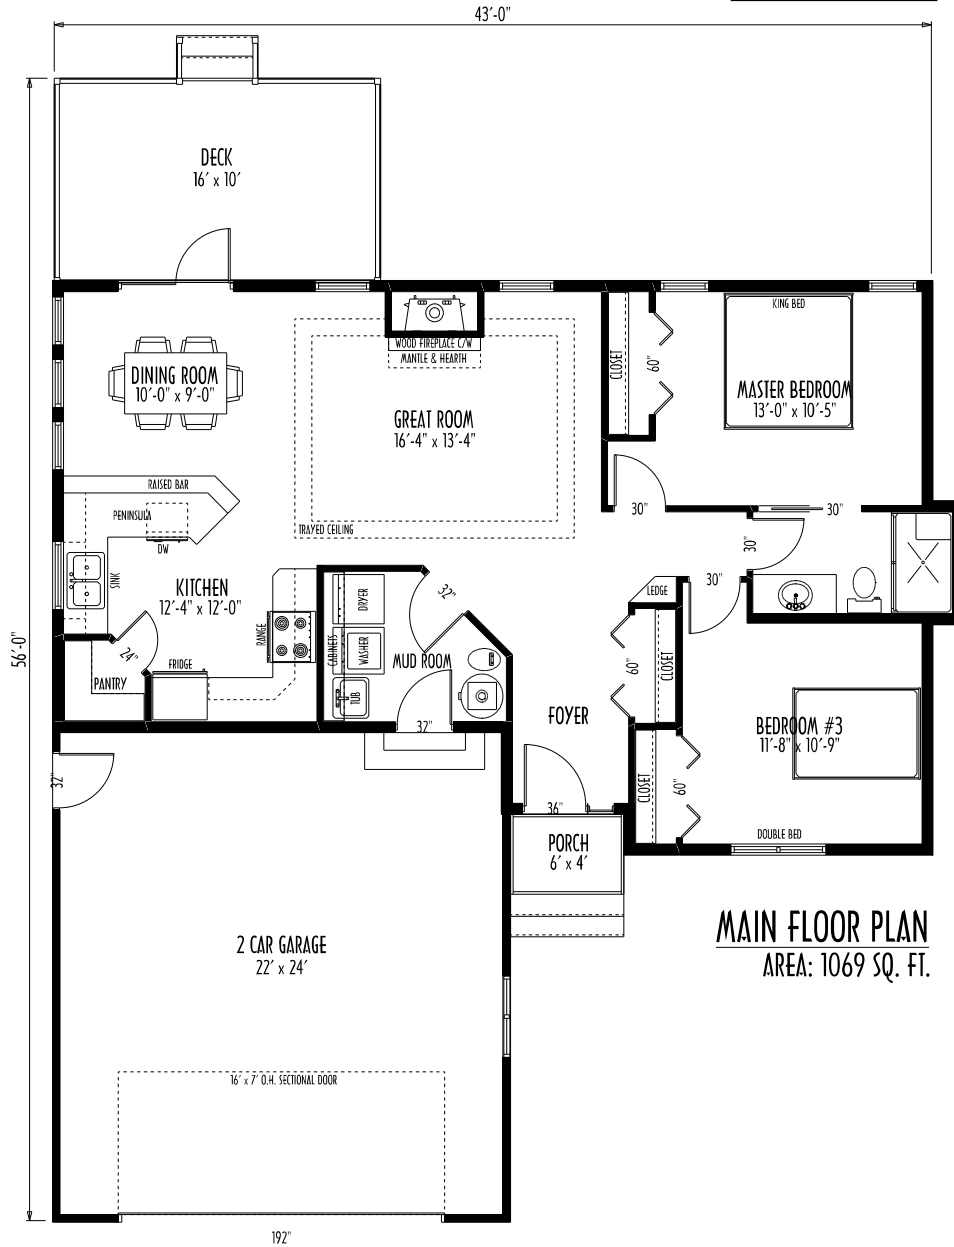 43'-0"
DECK
16' x 10'
KING BED
WOOD FIREPLACE C/W
MANTLE & HEARTH
CLOSET
60"
DINING ROOM
10'-0" x 9'-0"
MASTER BEDROOM
13'-0" x 10'-5"
GREAT ROOM
16'-4" x 13'-4"
RAISED BAR
PENINSULA
TRAYED CEILING
30"
30"
DW
30"
SINK
KITCHEN
12'-4" x 12'-0"
30"
LEDGE
DRYER
32"
RANGE
CABINETS
WASHER
MUD ROOM
24"
FRIDGE
PANTRY
TUB
60"
CLOSET
56'-0"
32"
FOYER
BEDROOM #3
11'-8" x 10'-9"
32"
CLOSET
60"
36"
DOUBLE BED
PORCH
6' x 4'
MAIN FLOOR PLAN
AREA: 1069 SQ. FT.
2 CAR GARAGE
22' x 24'
16' x 7' O.H. SECTIONAL DOOR
192"